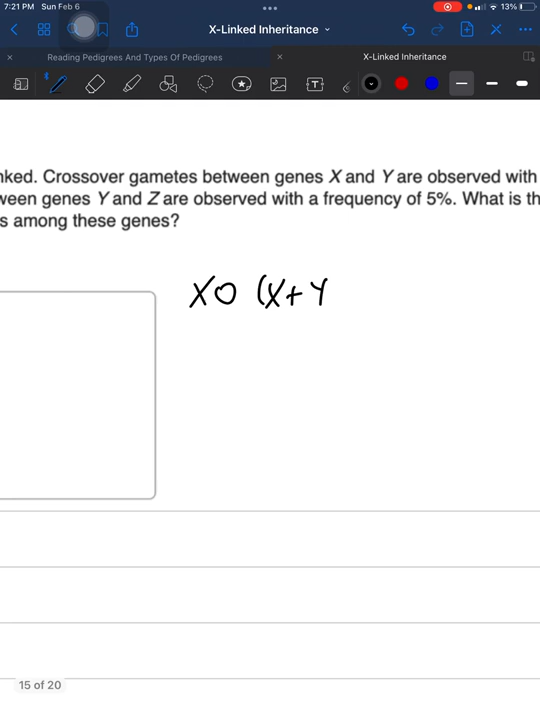 7:21 PM Sun Feb 6
13%
X-Linked Inheritance
Reading Pedigrees And Types Of Pedigrees
X-Linked Inheritance
nked. Crossover gametes between genes X and Y are observed with
ween genes Y and Z are observed with a frequency of 5%. What is th
s among these genes?
XO (X+Y
15 of 20